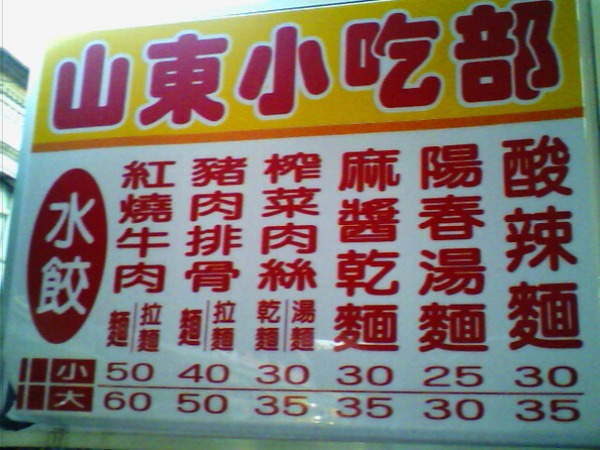 山東小吃部
水餃
紅燒牛肉 麵 拉麵
豬肉排骨 麵 拉麵
榨菜肉絲 乾麵 湯麵
麻醬乾麵
陽春湯麵
酸辣麵
小 50 40 30 30 25 30
大 60 50 35 35 30 35